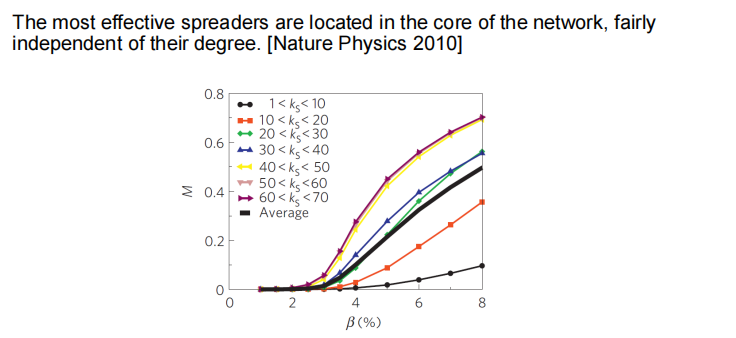 The most effective spreaders are located in the core of the network, fairly
independent of their degree. [Nature Physics 2010]
0.8
1 < kS < 10
10 < kS < 20
20 < kS <30
0.6
30 < kS < 40
40 < kS < 50
50 < kS <60
M
0.4
60 < kS <70
Average
0.2
0
0 2 4 6 8
β (%)